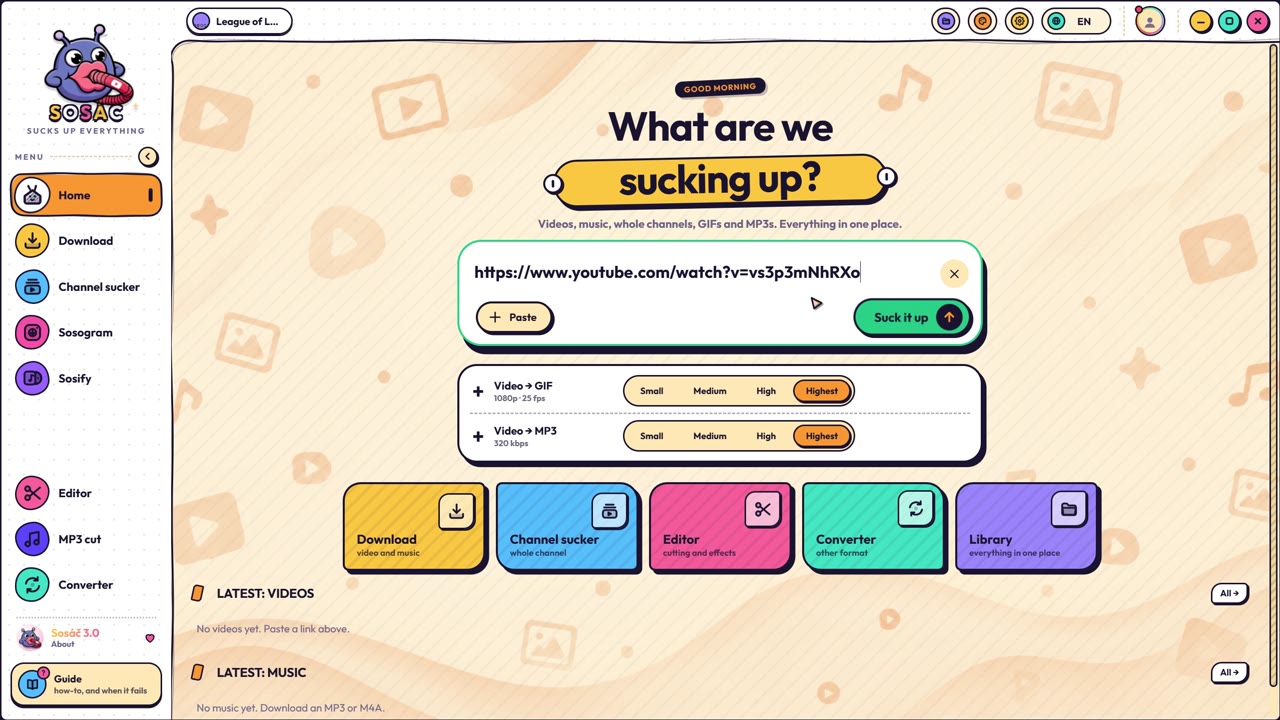 League of L...
EN
SOSÁČ
SUCKS UP EVERYTHING
MENU
Home
Download
Channel sucker
Sosogram
Sosify
Editor
MP3 cut
Converter
Sosáč 3.0
About
Guide
how-to, and when it fails
GOOD MORNING
What are we
sucking up?
Videos, music, whole channels, GIFs and MP3s. Everything in one place.
https://www.youtube.com/watch?v=vs3p3mNhRXo
Paste
Suck it up
Video → GIF
1080p · 25 fps
Small Medium High Highest
Video → MP3
320 kbps
Small Medium High Highest
Download
video and music
Channel sucker
whole channel
Editor
cutting and effects
Converter
other format
Library
everything in one place
LATEST: VIDEOS
All →
No videos yet. Paste a link above.
LATEST: MUSIC
All →
No music yet. Download an MP3 or M4A.